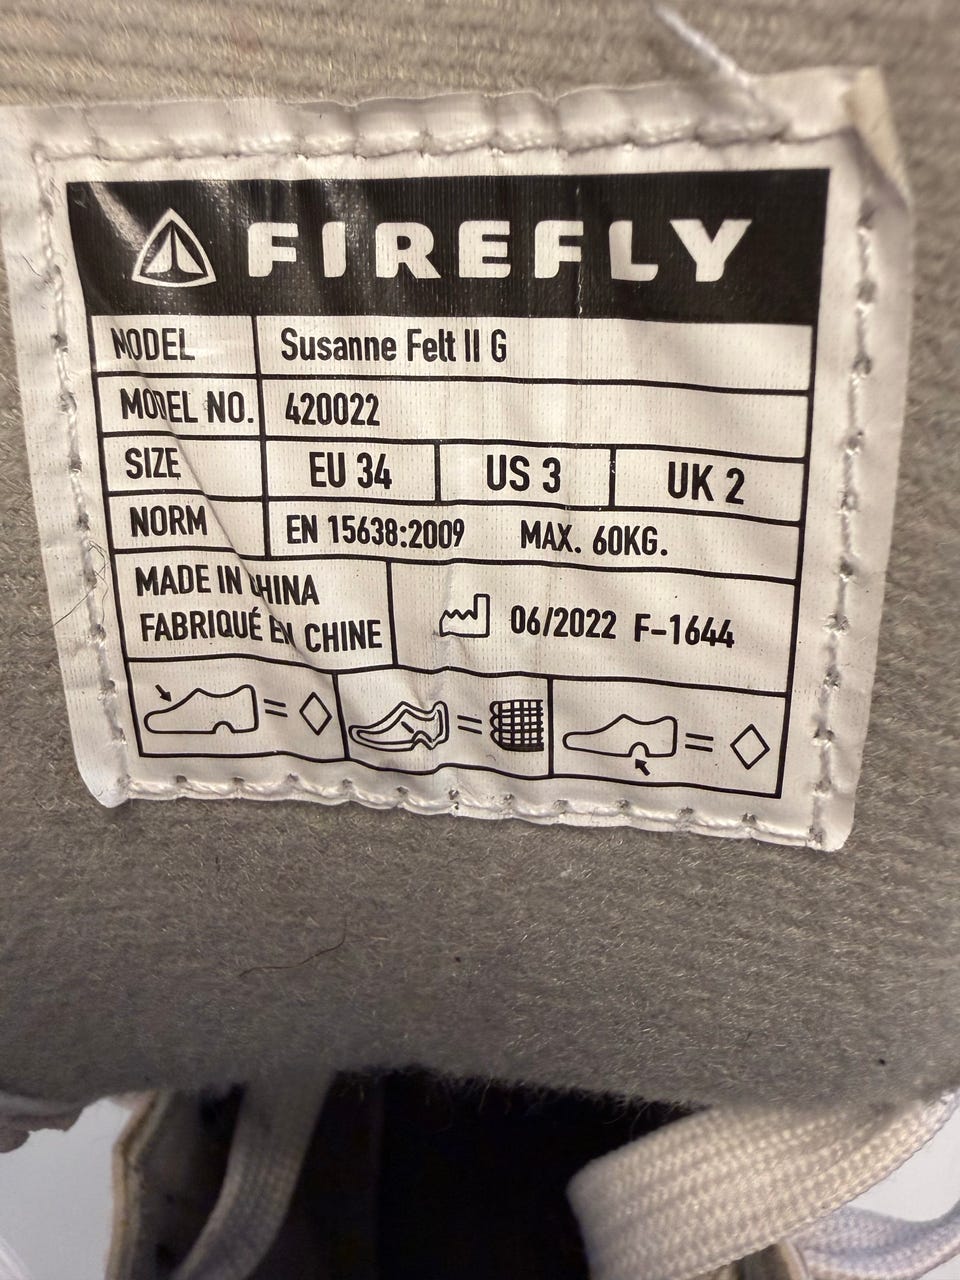 FIREFLY
MODEL Susanne Felt II G
MODEL NO. 420022
SIZE EU 34 US 3 UK 2
NORM EN 15638:2009 MAX. 60KG.
MADE IN CHINA
FABRIQUÉ EN CHINE
06/2022 F-1644